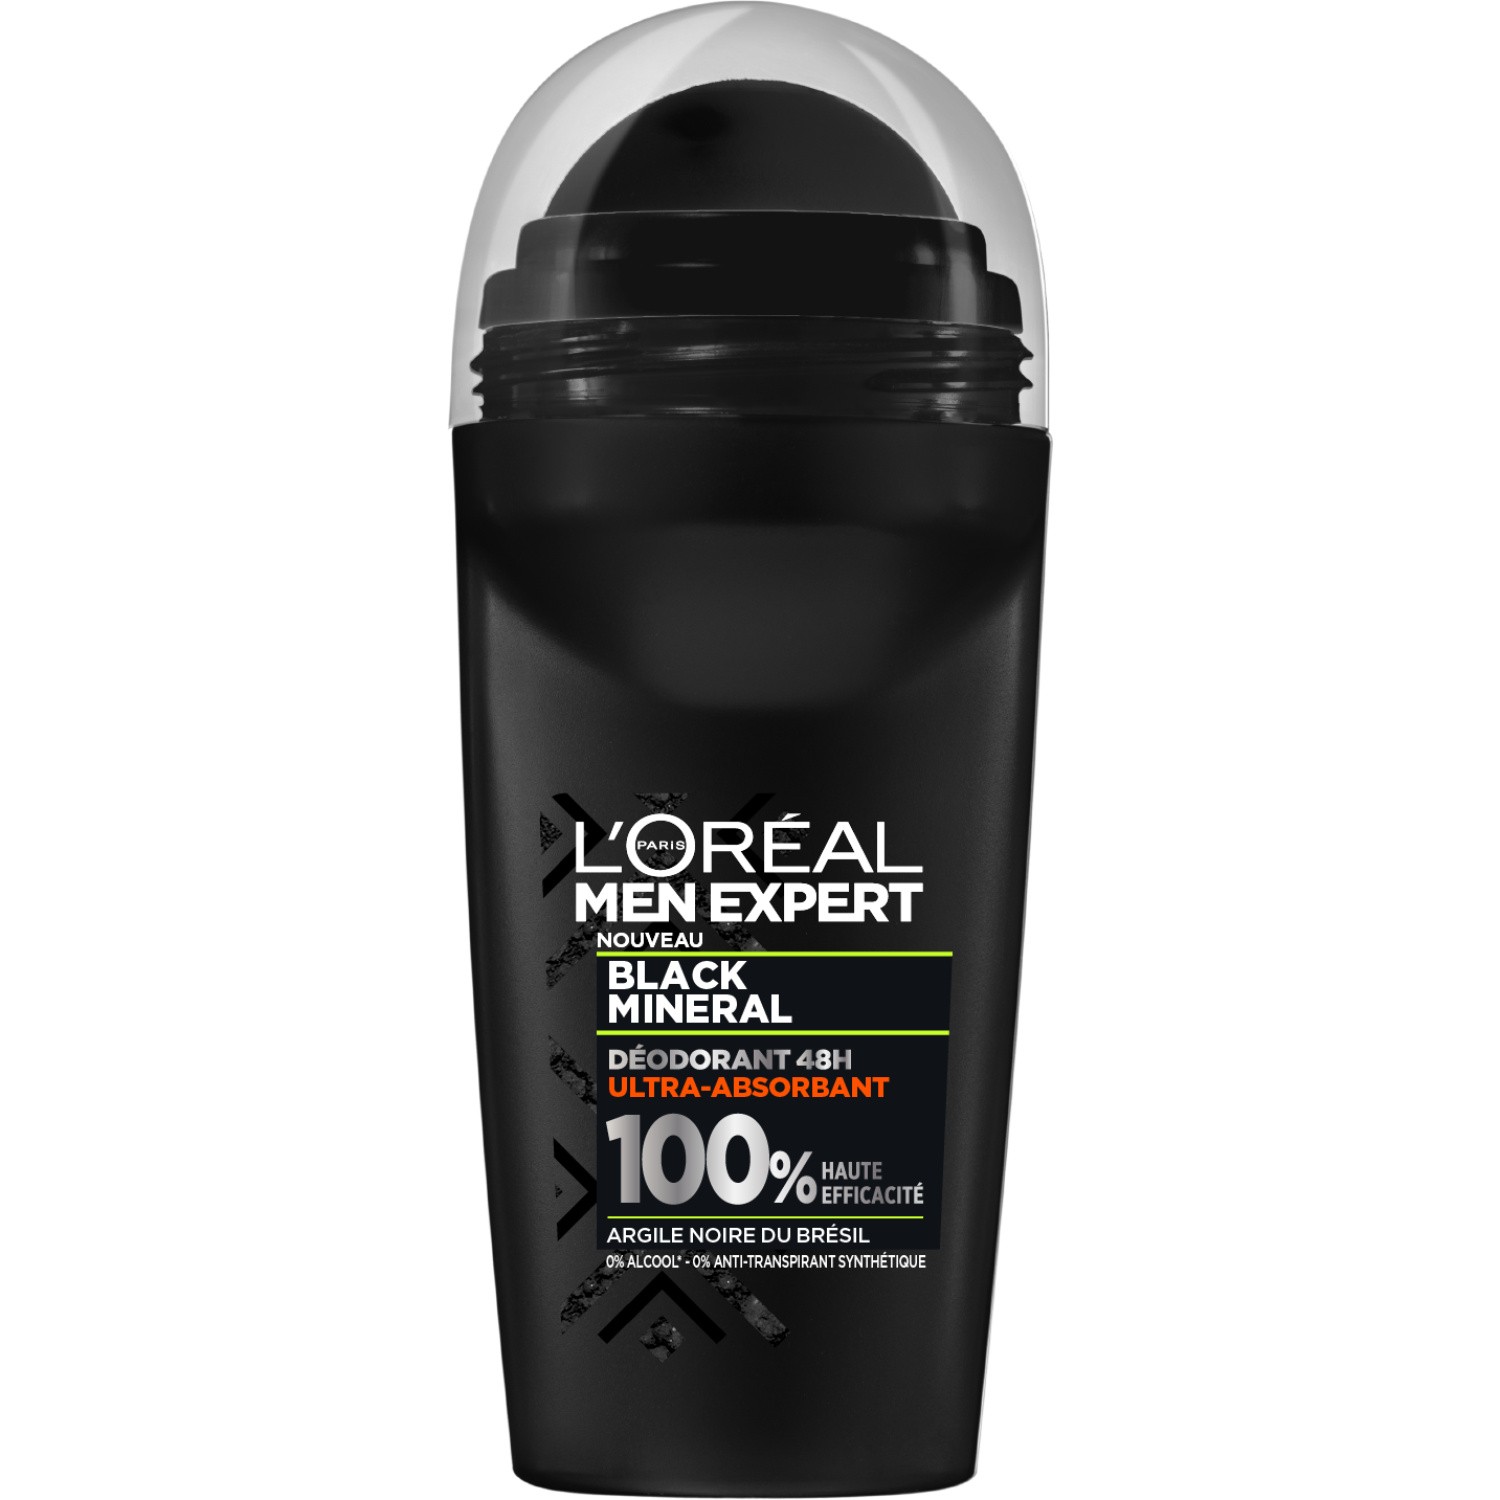 L'ORÉAL
PARIS
MEN EXPERT
NOUVEAU
BLACK
MINERAL
DÉODORANT 48H
ULTRA-ABSORBANT
100% HAUTE
EFFICACITÉ
ARGILE NOIRE DU BRÉSIL
0% ALCOOL* - 0% ANTI-TRANSPIRANT SYNTHÉTIQUE